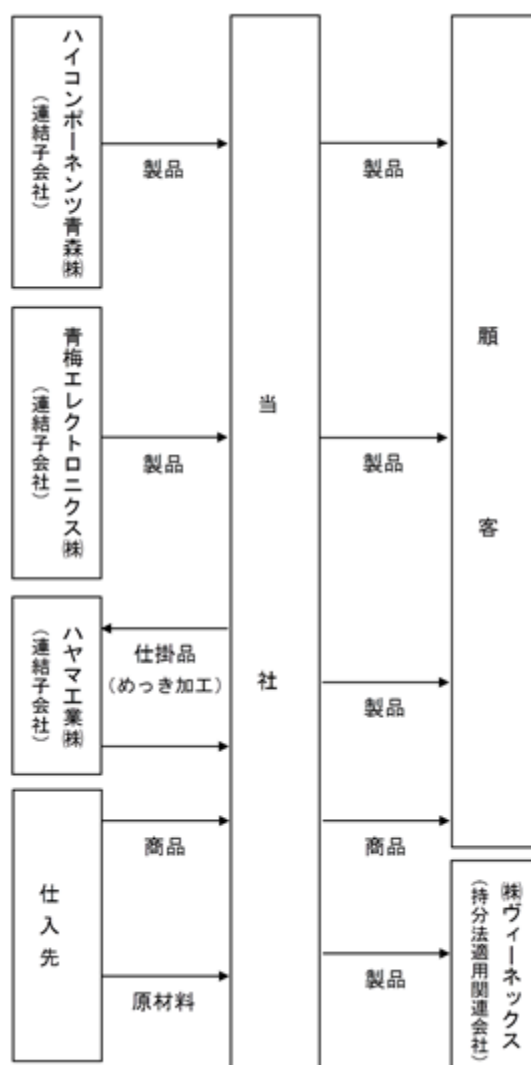 ハイコンポーネンツ青森㈱
（連結子会社）
製品
製品
青梅エレクトロニクス㈱
（連結子会社）
製品
製品
当社
顧客
ハヤマ工業㈱
（連結子会社）
仕掛品
（めっき加工）
製品
仕入先
商品
商品
原材料
製品
㈱ヴィーネックス
（持分法適用関連会社）